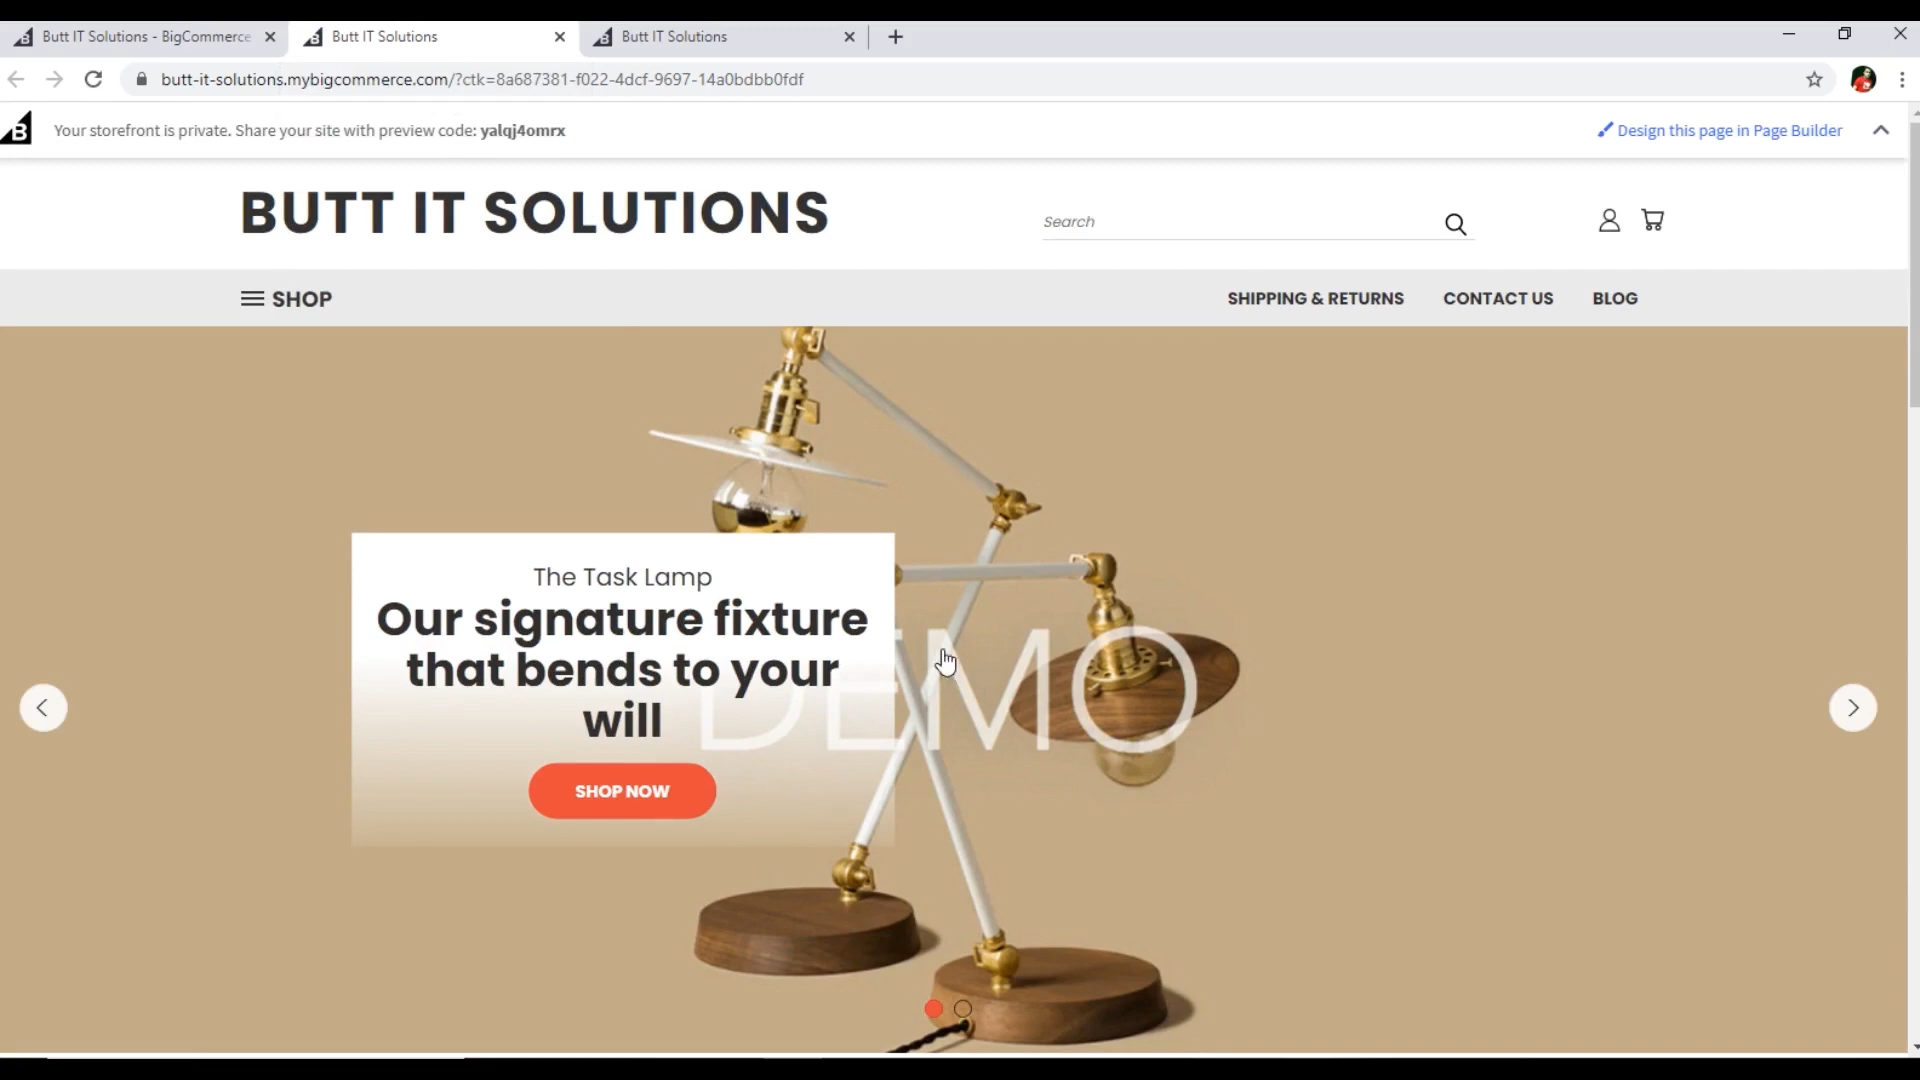 Butt IT Solutions - BigCommerce
Butt IT Solutions
Butt IT Solutions
butt-it-solutions.mybigcommerce.com/?ctk=8a687381-f022-4dcf-9697-14a0bdbb0fdf
B Your storefront is private. Share your site with preview code: yalqj4omrx
Design this page in Page Builder
BUTT IT SOLUTIONS
Search
SHOP
SHIPPING & RETURNS CONTACT US BLOG
The Task Lamp
Our signature fixture
that bends to your
will
DEMO
SHOP NOW